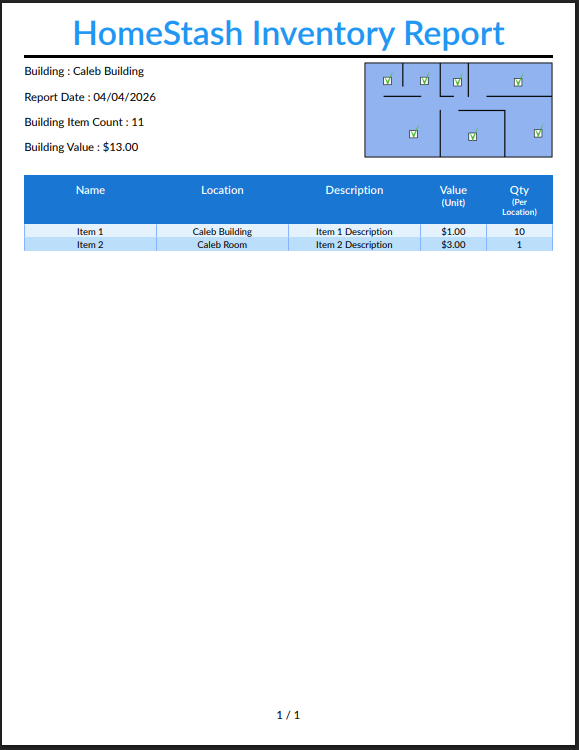 HomeStash Inventory Report
Building : Caleb Building
Report Date : 04/04/2026
Building Item Count : 11
Building Value : $13.00
Name Location Description Value (Unit) Qty (Per Location)
Item 1 Caleb Building Item 1 Description $1.00 10
Item 2 Caleb Room Item 2 Description $3.00 1
1 / 1